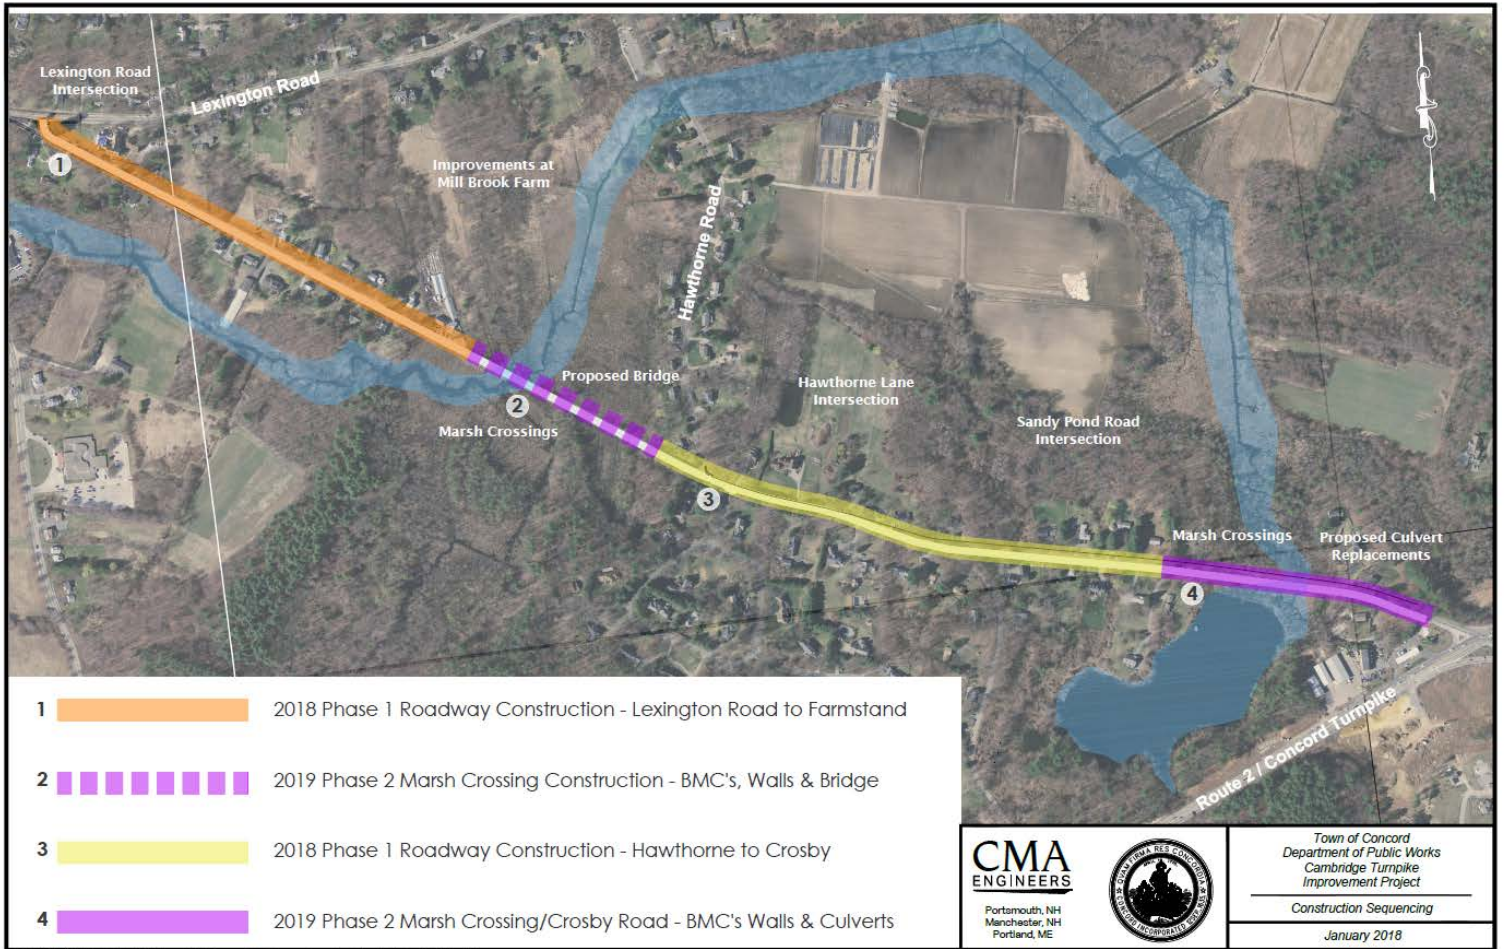 Lexington Road
Intersection
Lexington Road
1
Improvements at
Mill Brook Farm
Hawthorne Road
Proposed Bridge
2
Marsh Crossings
Hawthorne Lane
Intersection
3
Sandy Pond Road
Intersection
Marsh Crossings
Proposed Culvert
Replacements
4
Route 2 / Concord Turnpike
1 2018 Phase 1 Roadway Construction - Lexington Road to Farmstand
2 2019 Phase 2 Marsh Crossing Construction - BMC's, Walls & Bridge
3 2018 Phase 1 Roadway Construction - Hawthorne to Crosby
4 2019 Phase 2 Marsh Crossing/Crosby Road - BMC's Walls & Culverts
CMA
ENGINEERS
Portsmouth, NH
Manchester, NH
Portland, ME
QVAM FIRMA RES CONCORDIA
Town of Concord
Department of Public Works
Cambridge Turnpike
Improvement Project
Construction Sequencing
January 2018